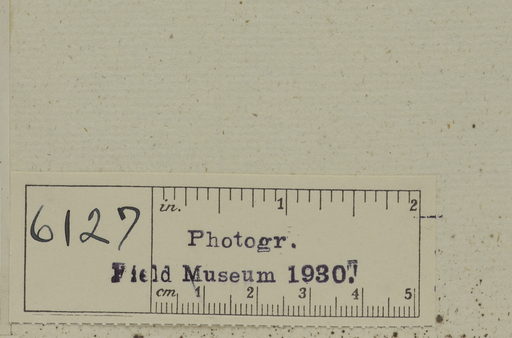 6127
in. 1 2
Photogr.
Field Museum 1930.
cm 1 2 3 4 5